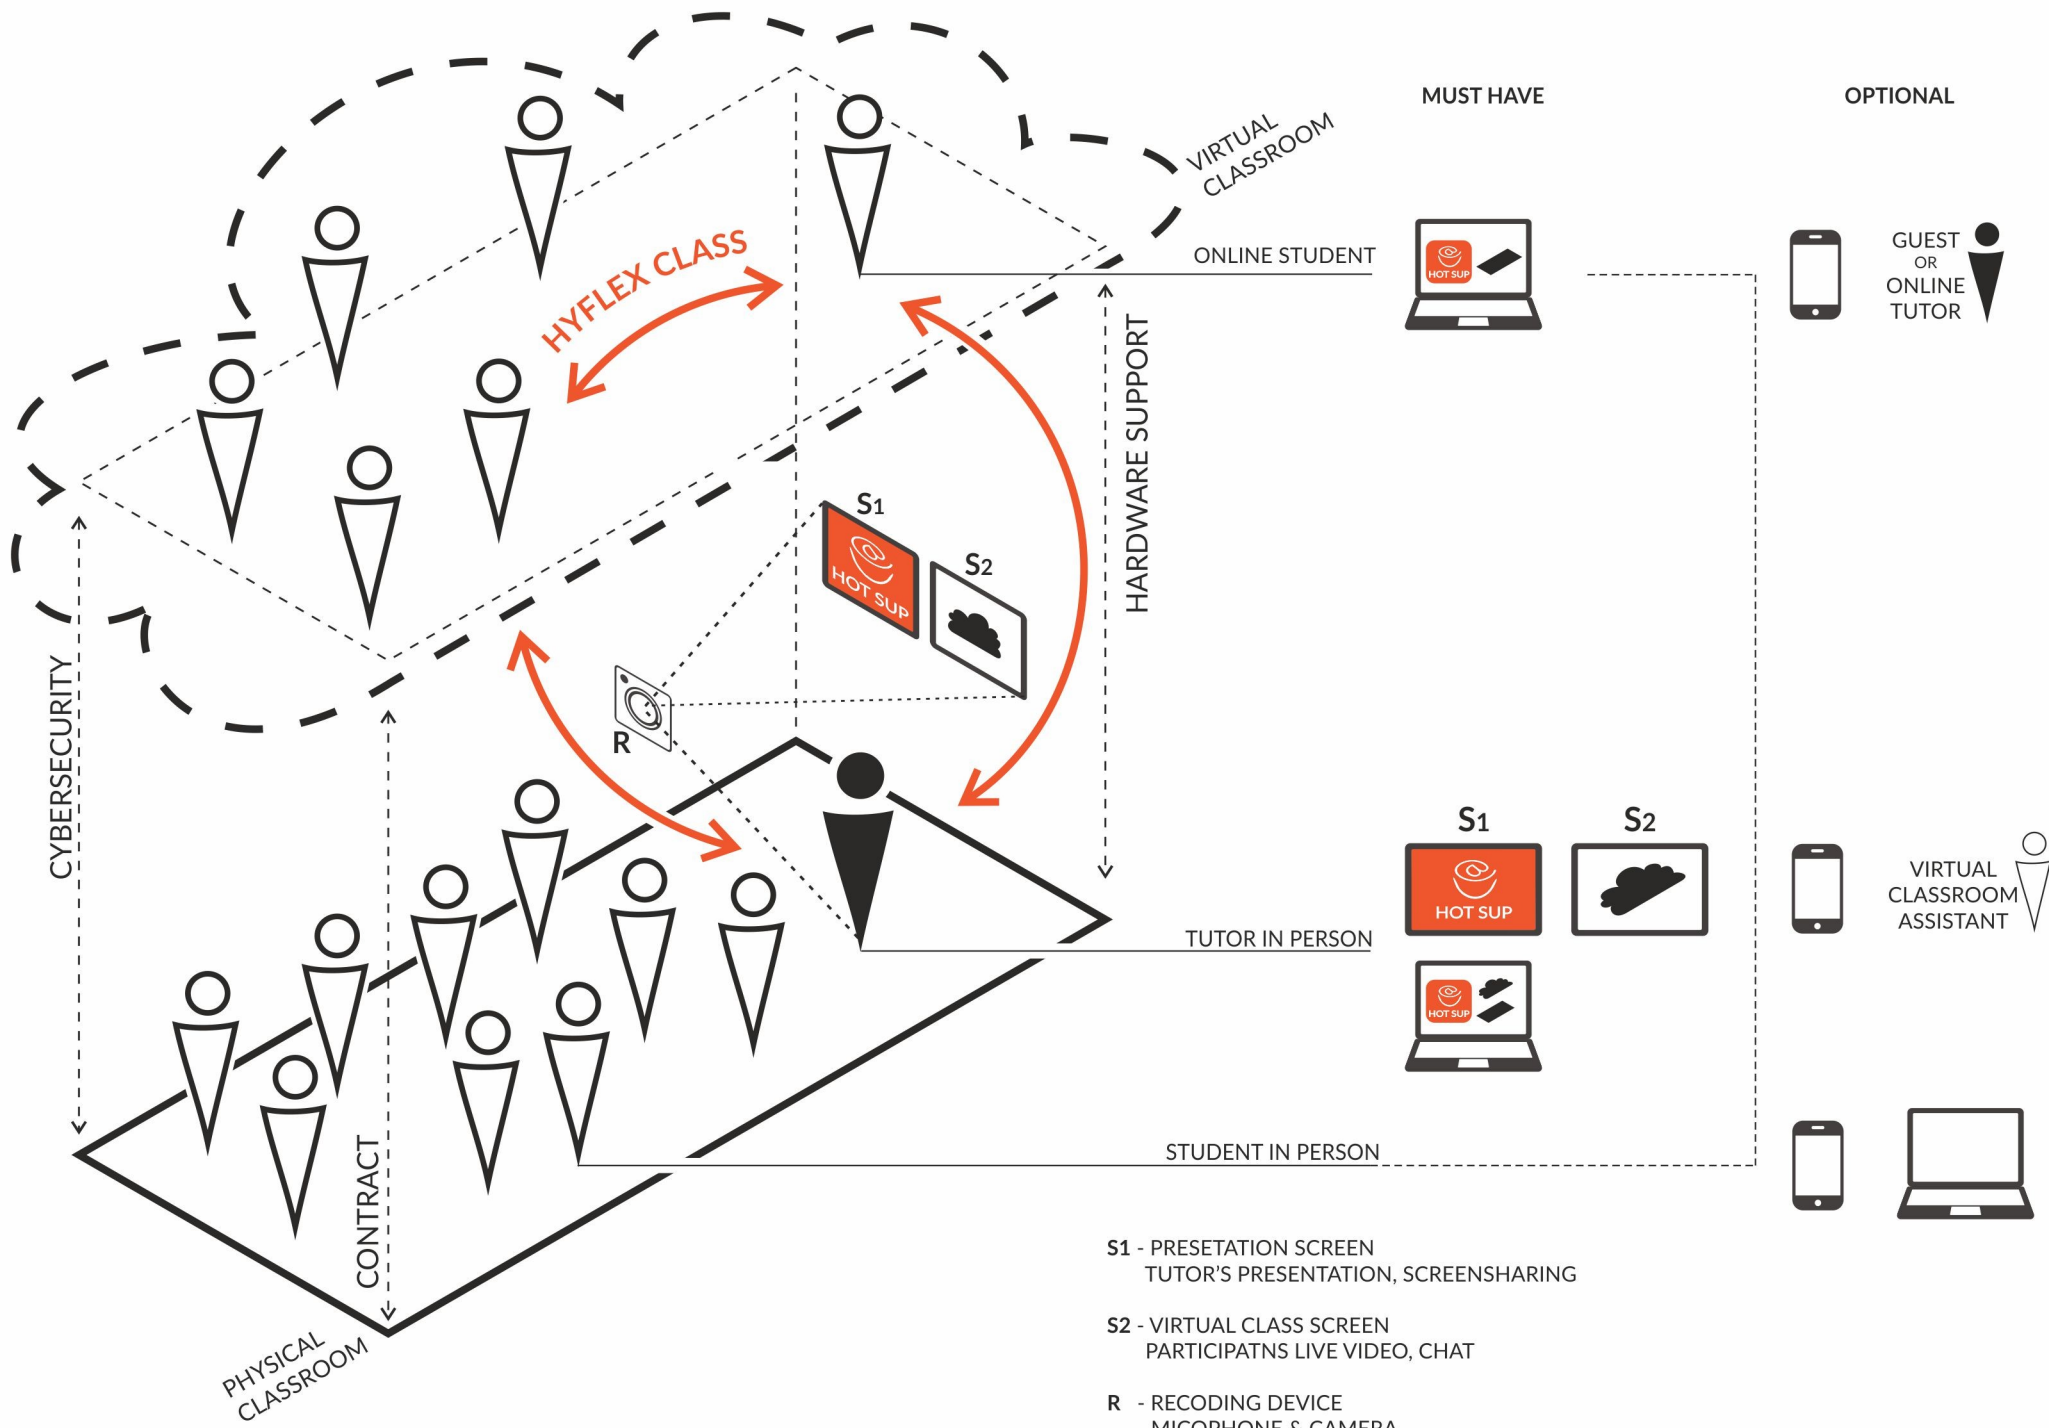 MUST HAVE
OPTIONAL
VIRTUAL
CLASSROOM
HYFLEX CLASS
ONLINE STUDENT
HOT SUP
GUEST
OR
ONLINE
TUTOR
HARDWARE SUPPORT
S1
HOT SUP
S2
R
CYBERSECURITY
CONTRACT
S1
S2
HOT SUP
VIRTUAL
CLASSROOM
ASSISTANT
TUTOR IN PERSON
HOT SUP
STUDENT IN PERSON
PHYSICAL
CLASSROOM
S1 - PRESETATION SCREEN
TUTOR'S PRESENTATION, SCREENSHARING
S2 - VIRTUAL CLASS SCREEN
PARTICIPATNS LIVE VIDEO, CHAT
R - RECODING DEVICE
MICOPHONE & CAMERA